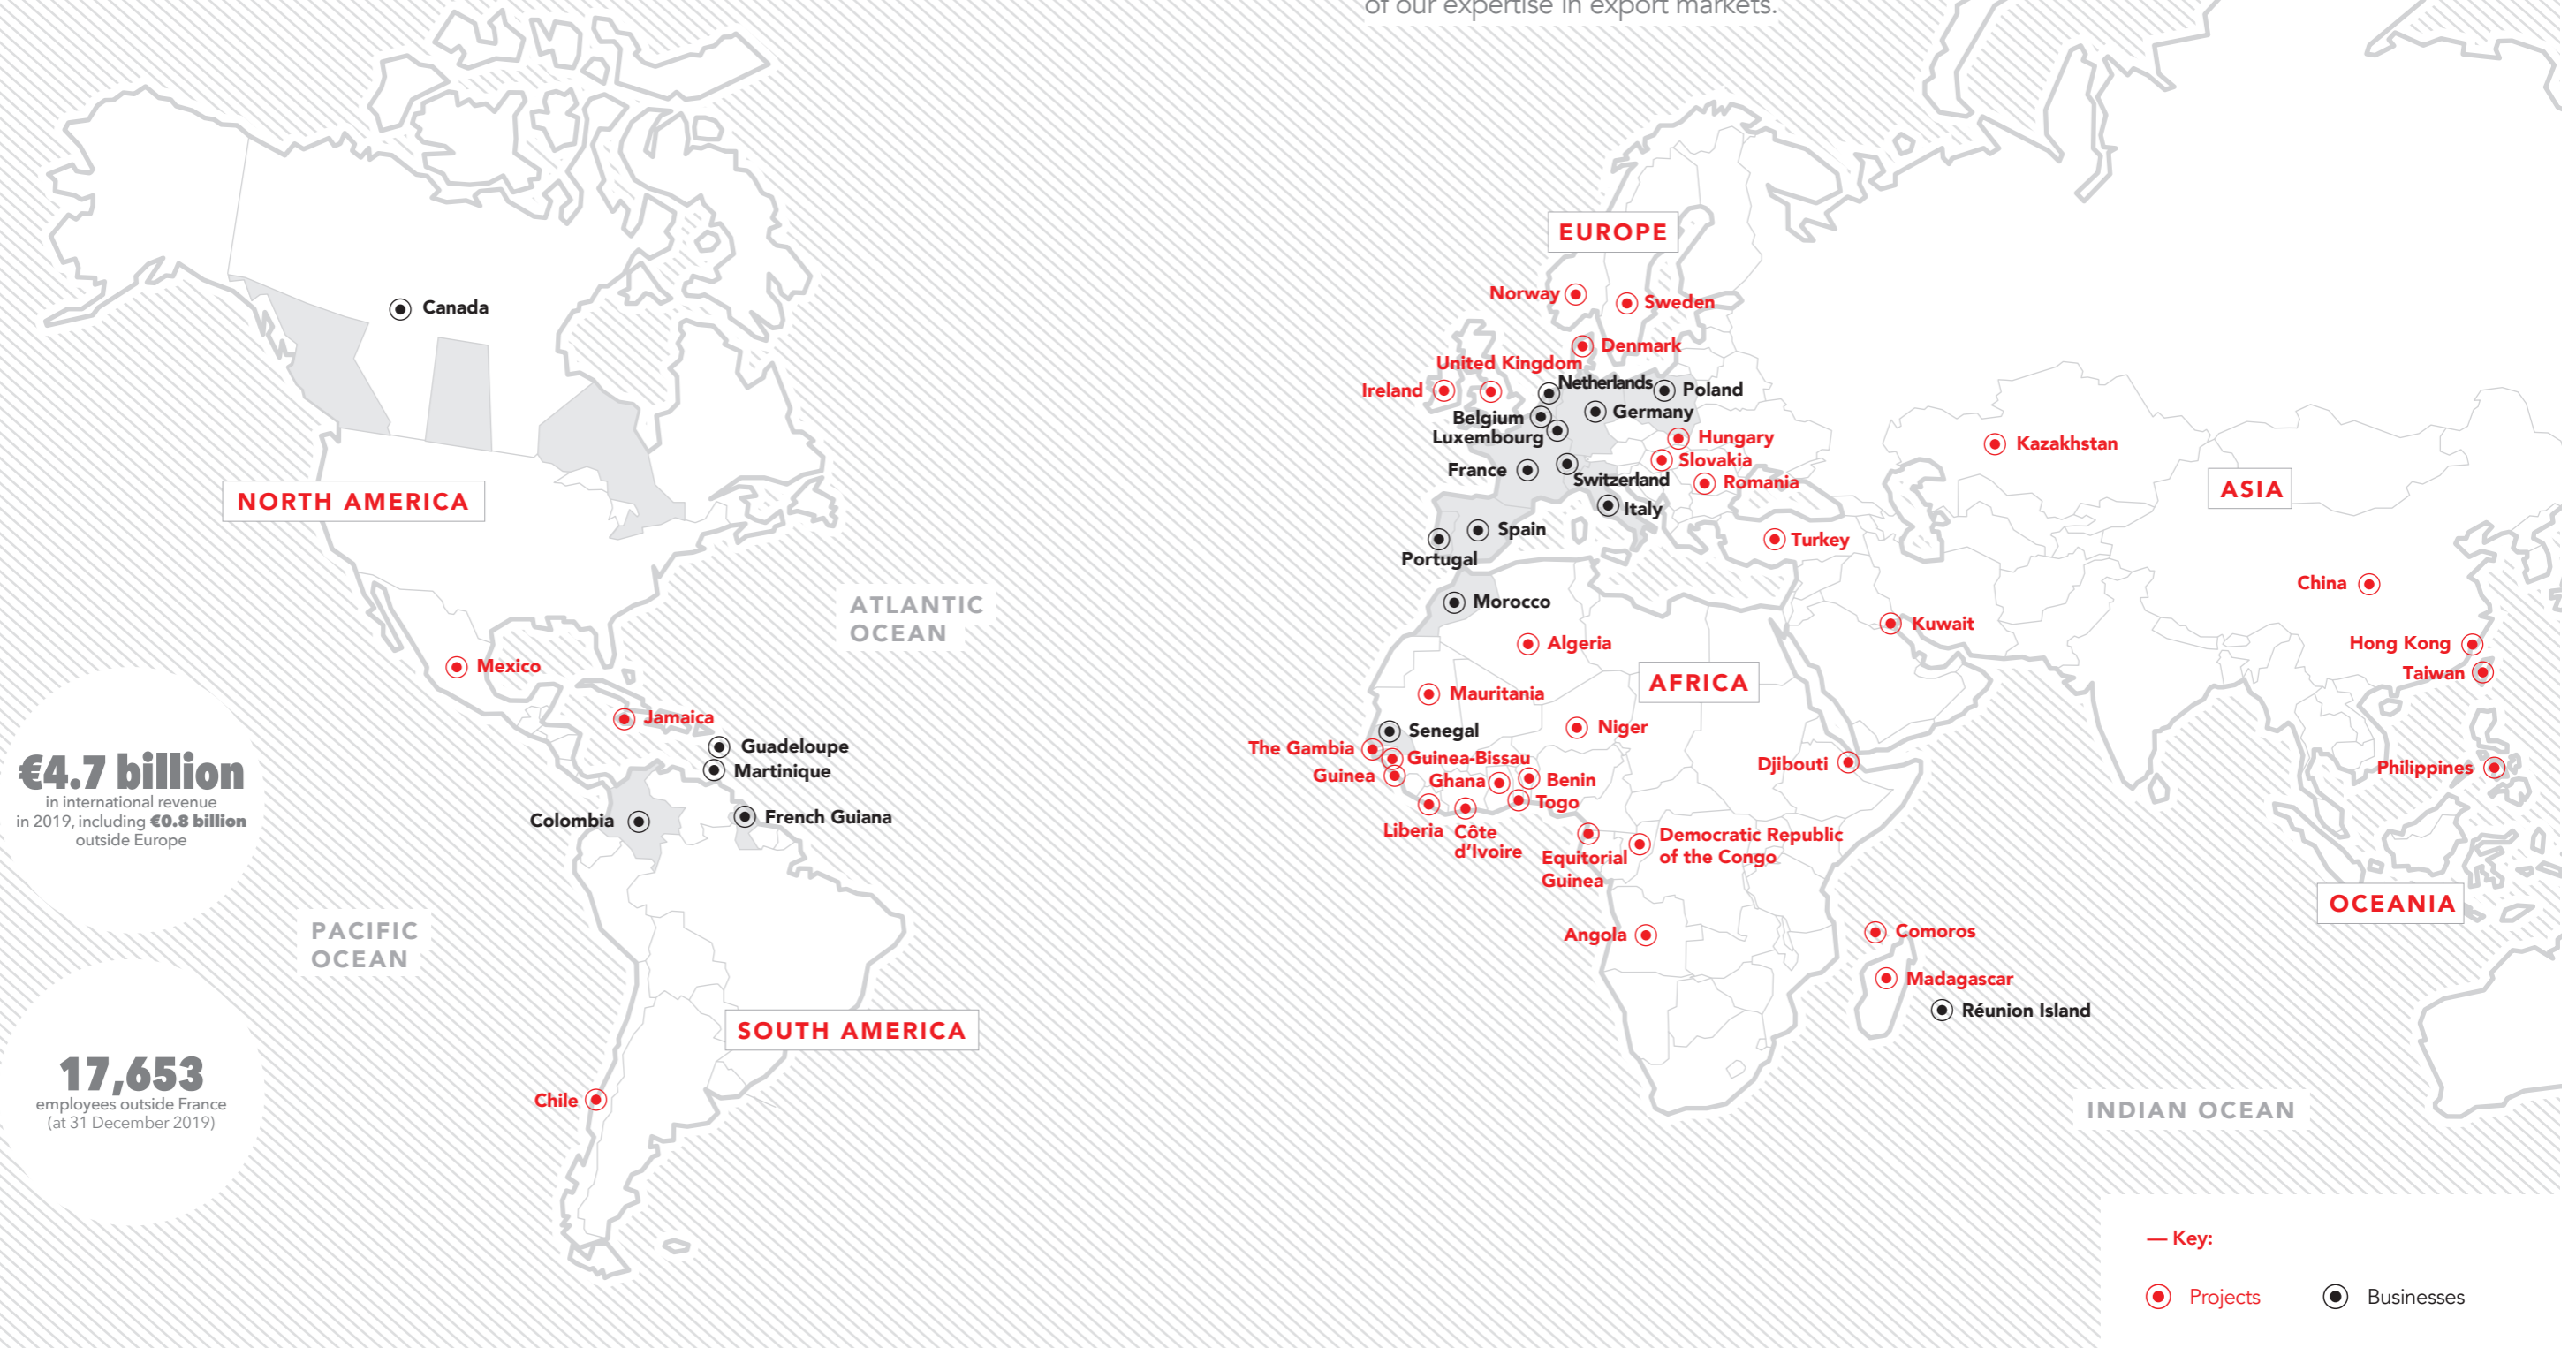 of our expertise in export markets.
EUROPE
Norway
Sweden
Canada
Denmark
United Kingdom
Ireland
Netherlands
Poland
Belgium
Germany
Luxembourg
Hungary
Kazakhstan
France
Slovakia
Switzerland
Romania
ASIA
NORTH AMERICA
Italy
Spain
Turkey
Portugal
China
ATLANTIC
OCEAN
Morocco
Kuwait
Algeria
Hong Kong
Mexico
Taiwan
AFRICA
Mauritania
Jamaica
Senegal
Niger
Guadeloupe
The Gambia
Guinea-Bissau
Djibouti
Philippines
Martinique
Guinea
Ghana
Benin
Togo
€4.7 billion
in international revenue
in 2019, including €0.8 billion
outside Europe
Colombia
French Guiana
Liberia
Côte
d’Ivoire
Democratic Republic
of the Congo
Equitorial
Guinea
OCEANIA
PACIFIC
OCEAN
Angola
Comoros
Madagascar
Réunion Island
SOUTH AMERICA
17,653
employees outside France
(at 31 December 2019)
Chile
INDIAN OCEAN
— Key:
Projects
Businesses